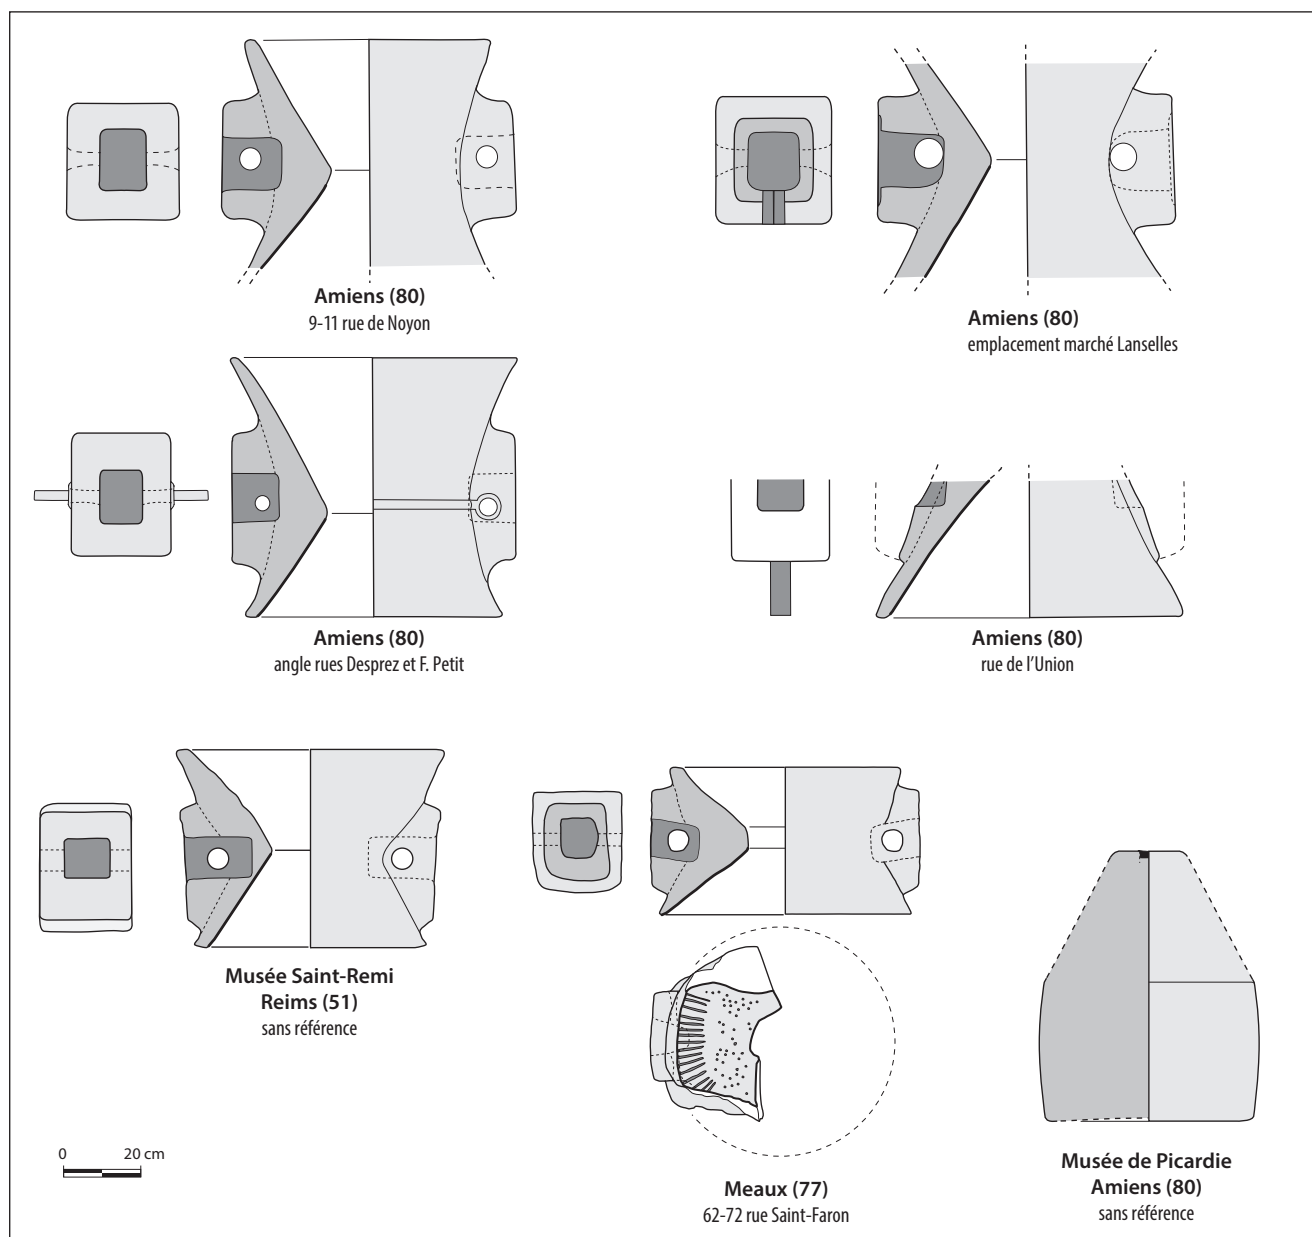 Amiens (80)
9-11 rue de Noyon
Amiens (80)
emplacement marché Lanselles
Amiens (80)
angle rues Desprez et F. Petit
Amiens (80)
rue de l'Union
Musée Saint-Remi
Reims (51)
sans référence
0 20 cm
Meaux (77)
62-72 rue Saint-Faron
Musée de Picardie
Amiens (80)
sans référence